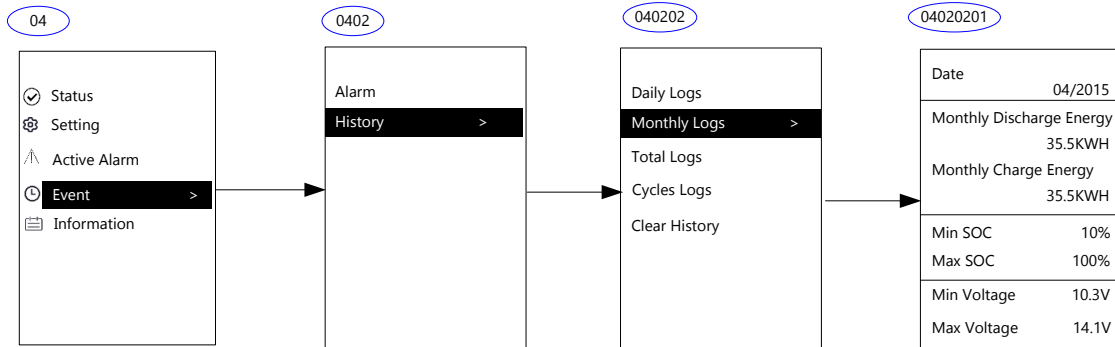 04
Status
Setting
Active Alarm
Event >
Information
0402
Alarm
History >
040202
Daily Logs
Monthly Logs >
Total Logs
Cycles Logs
Clear History
04020201
Date
04/2015
Monthly Discharge Energy
35.5KWH
Monthly Charge Energy
35.5KWH
Min SOC 10%
Max SOC 100%
Min Voltage 10.3V
Max Voltage 14.1V